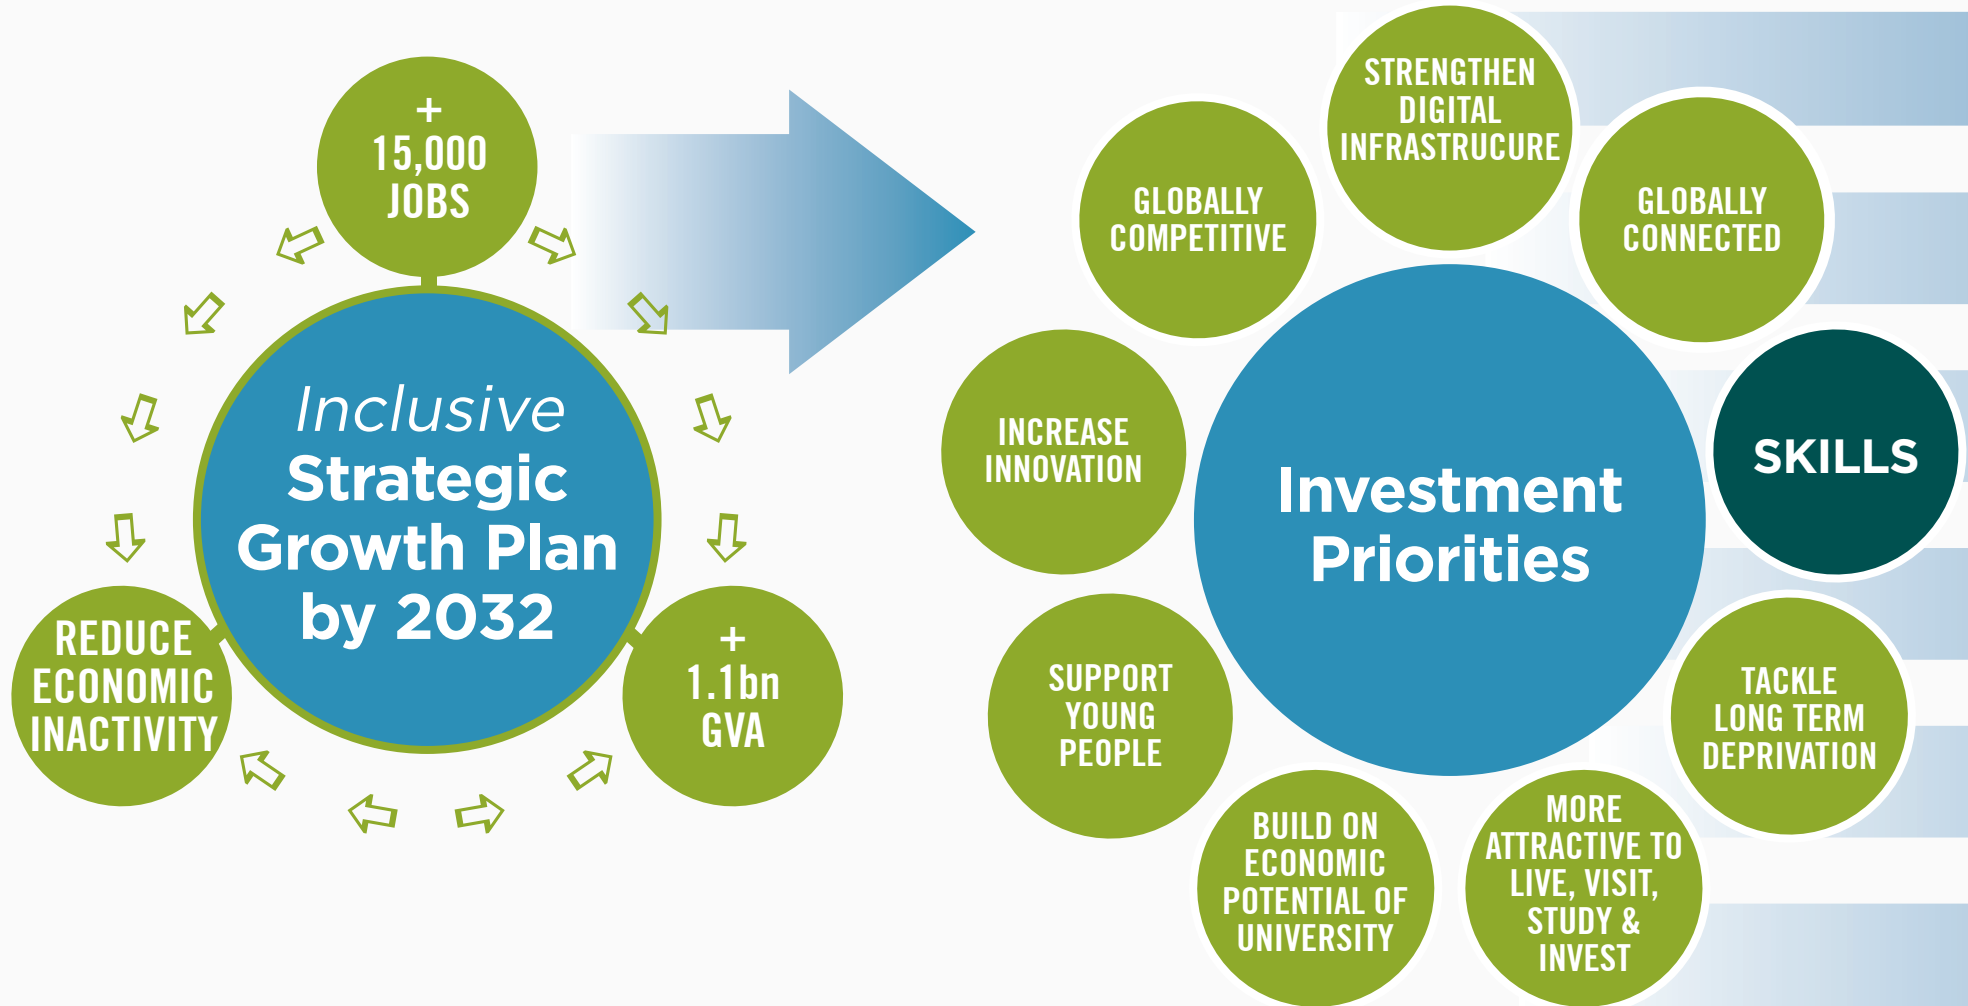 +
15,000
JOBS
Inclusive
Strategic
Growth Plan
by 2032
REDUCE
ECONOMIC
INACTIVITY
+
1.1bn
GVA
Investment
Priorities
STRENGTHEN
DIGITAL
INFRASTRUCURE
GLOBALLY
CONNECTED
SKILLS
TACKLE
LONG TERM
DEPRIVATION
MORE
ATTRACTIVE TO
LIVE, VISIT,
STUDY &
INVEST
BUILD ON
ECONOMIC
POTENTIAL OF
UNIVERSITY
SUPPORT
YOUNG
PEOPLE
INCREASE
INNOVATION
GLOBALLY
COMPETITIVE